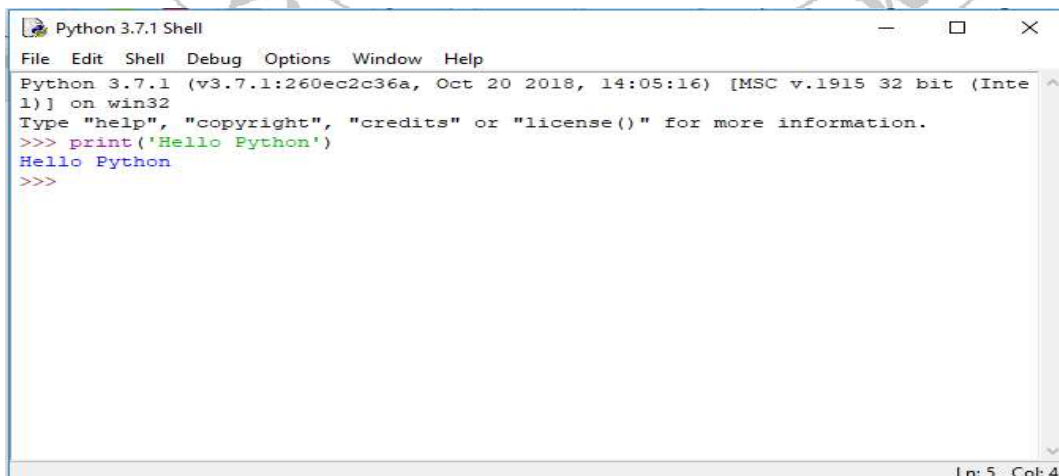 Python 3.7.1 Shell
File Edit Shell Debug Options Window Help
Python 3.7.1 (v3.7.1:260ec2c36a, Oct 20 2018, 14:05:16) [MSC v.1915 32 bit (Inte
l)] on win32
Type "help", "copyright", "credits" or "license()" for more information.
>>> print('Hello Python')
Hello Python
>>>
Ln: 5 Col: 4